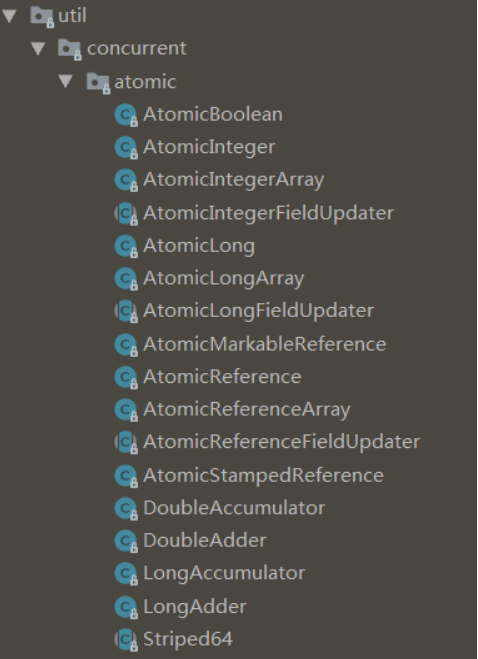 util
concurrent
atomic
AtomicBoolean
AtomicInteger
AtomicIntegerArray
AtomicIntegerFieldUpdater
AtomicLong
AtomicLongArray
AtomicLongFieldUpdater
AtomicMarkableReference
AtomicReference
AtomicReferenceArray
AtomicReferenceFieldUpdater
AtomicStampedReference
DoubleAccumulator
DoubleAdder
LongAccumulator
LongAdder
Striped64